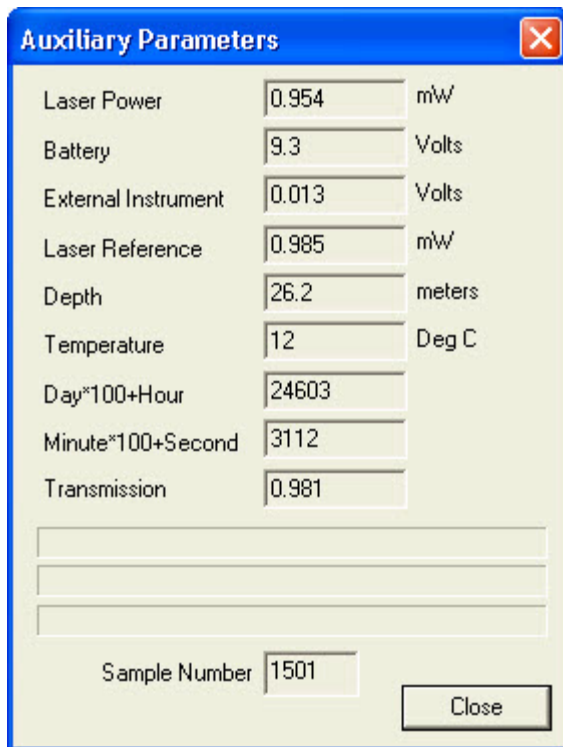 Auxiliary Parameters
Laser Power 0.954 mW
Battery 9.3 Volts
External Instrument 0.013 Volts
Laser Reference 0.985 mW
Depth 26.2 meters
Temperature 12 Deg C
Day*100+Hour 24603
Minute*100+Second 3112
Transmission 0.981
Sample Number 1501
Close